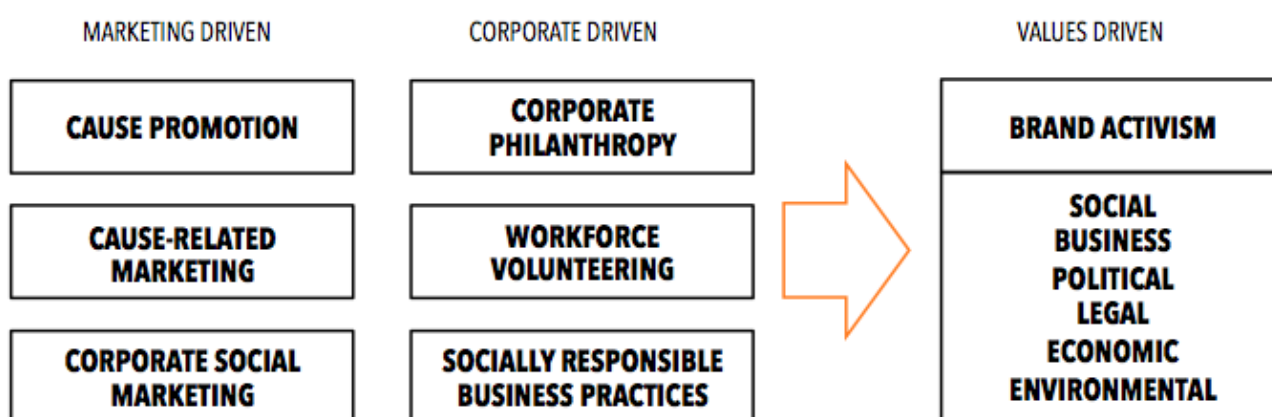 MARKETING DRIVEN
CAUSE PROMOTION
CAUSE-RELATED
MARKETING
CORPORATE SOCIAL
MARKETING
CORPORATE DRIVEN
CORPORATE
PHILANTHROPY
WORKFORCE
VOLUNTEERING
SOCIALLY RESPONSIBLE
BUSINESS PRACTICES
VALUES DRIVEN
BRAND ACTIVISM
SOCIAL
BUSINESS
POLITICAL
LEGAL
ECONOMIC
ENVIRONMENTAL